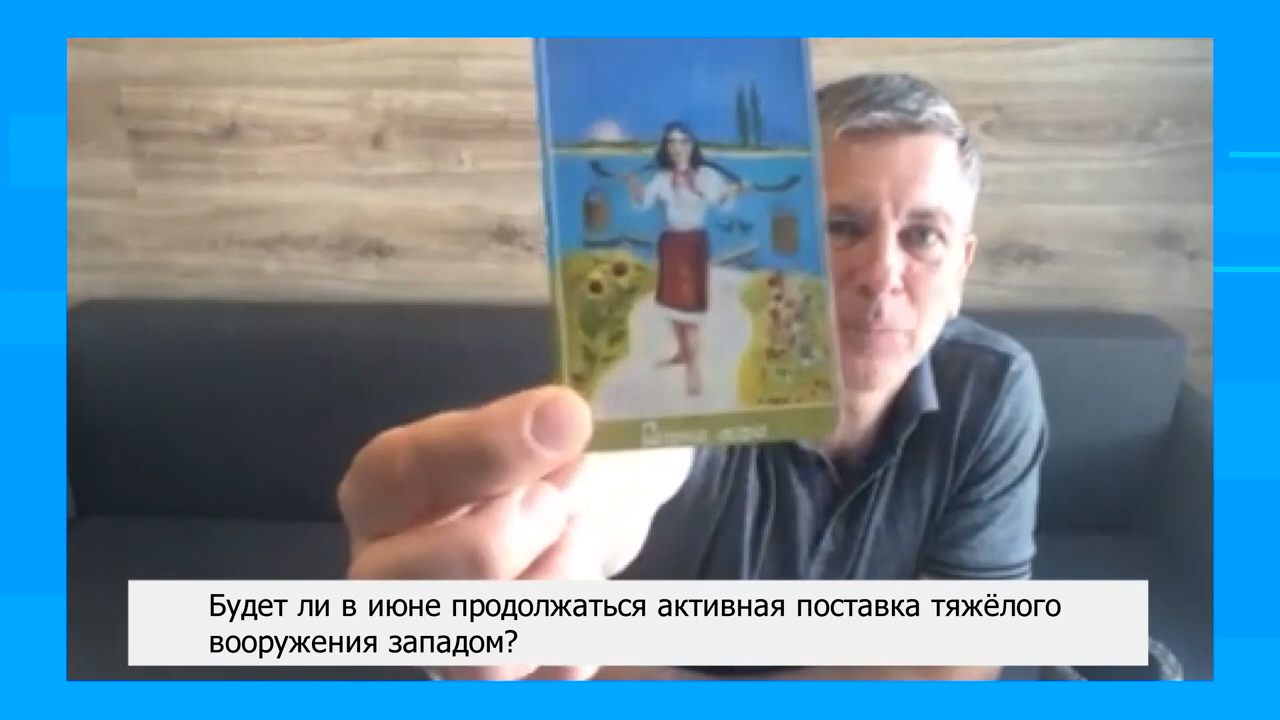 Будет ли в июне продолжаться активная поставка тяжёлого
вооружения западом?